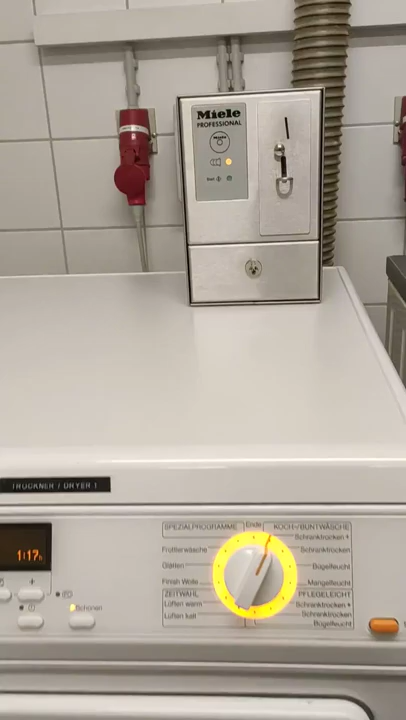 Miele
PROFESSIONAL
TROCKNER / DRYER 1
1:17h
Schonen
SPEZIALPROGRAMME
Ende
KOCH-/BUNTWÄSCHE
Schranktrocken +
Frottierwäsche
Schranktrocken
Glätten
Bügelfeucht
Finish Wolle
Mangelfeucht
ZEITWAHL
PFLEGELEICHT
Lüften warm
Schranktrocken +
Lüften kalt
Schranktrocken
Bügelfeucht